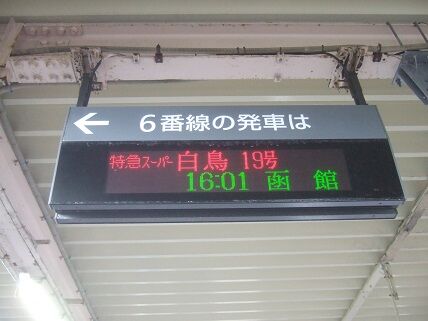 ← 6番線の発車は
特急スーパー 白鳥 19号
16:01 函館